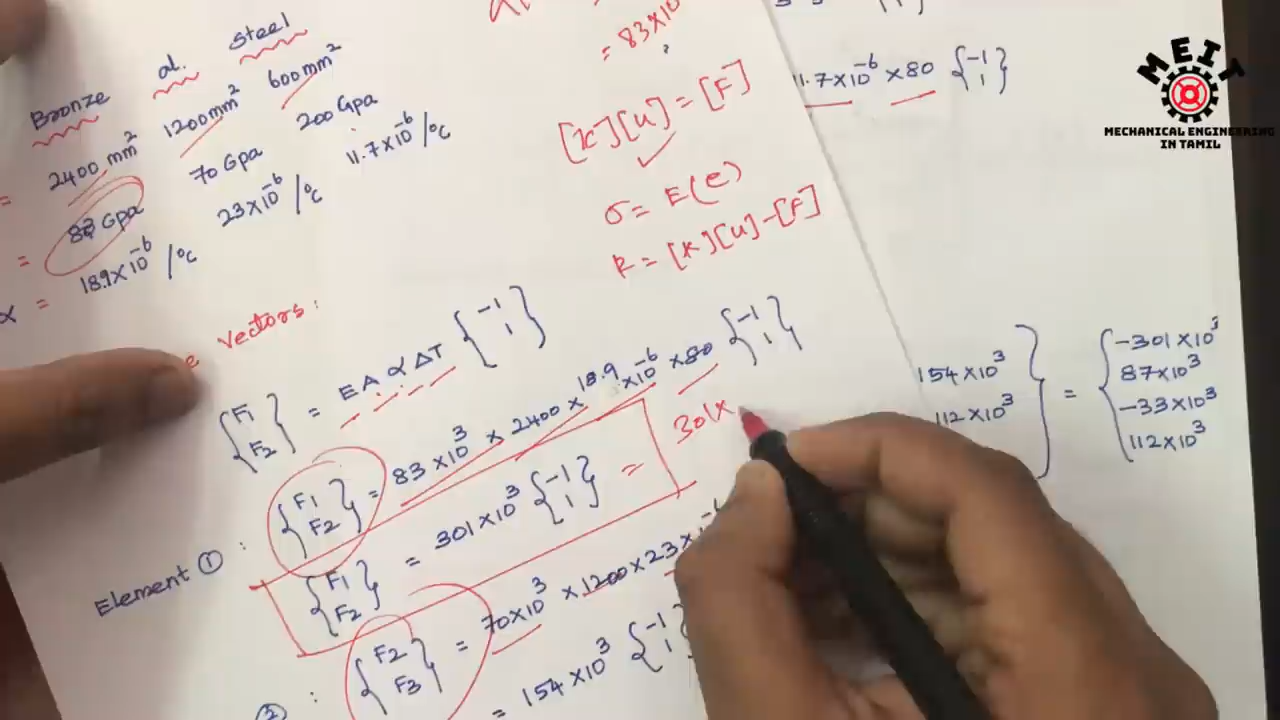 Bronze al. steel
= 2400 mm² 1200mm² 600mm²
= 83 Gpa 70 Gpa 200 Gpa
α = 18.9×10⁻⁶ /°C 23×10⁻⁶ /°C 11.7×10⁻⁶ /°C
= 83×10
[K][u] = [F]
σ = E(e)
R = [K][u]-[F]
vectors:
{F1 F2} = EA α ΔT {-1 1}
Element ①: {F1 F2} = 83×10³ × 2400 × 18.9 ×10⁻⁶ ×80 {-1 1}
{F1 F2} = 301×10³ {-1 1} = 301×
②: {F2 F3} = 70×10³ × 1200 × 23×
= 154×10³ {-1 1
11.7×10⁻⁶ ×80 {-1 1}
154×10³
112×10³
= {-301×10³
87×10³
-33×10³
112×10³
MEIT
MECHANICAL ENGINEERING
IN TAMIL